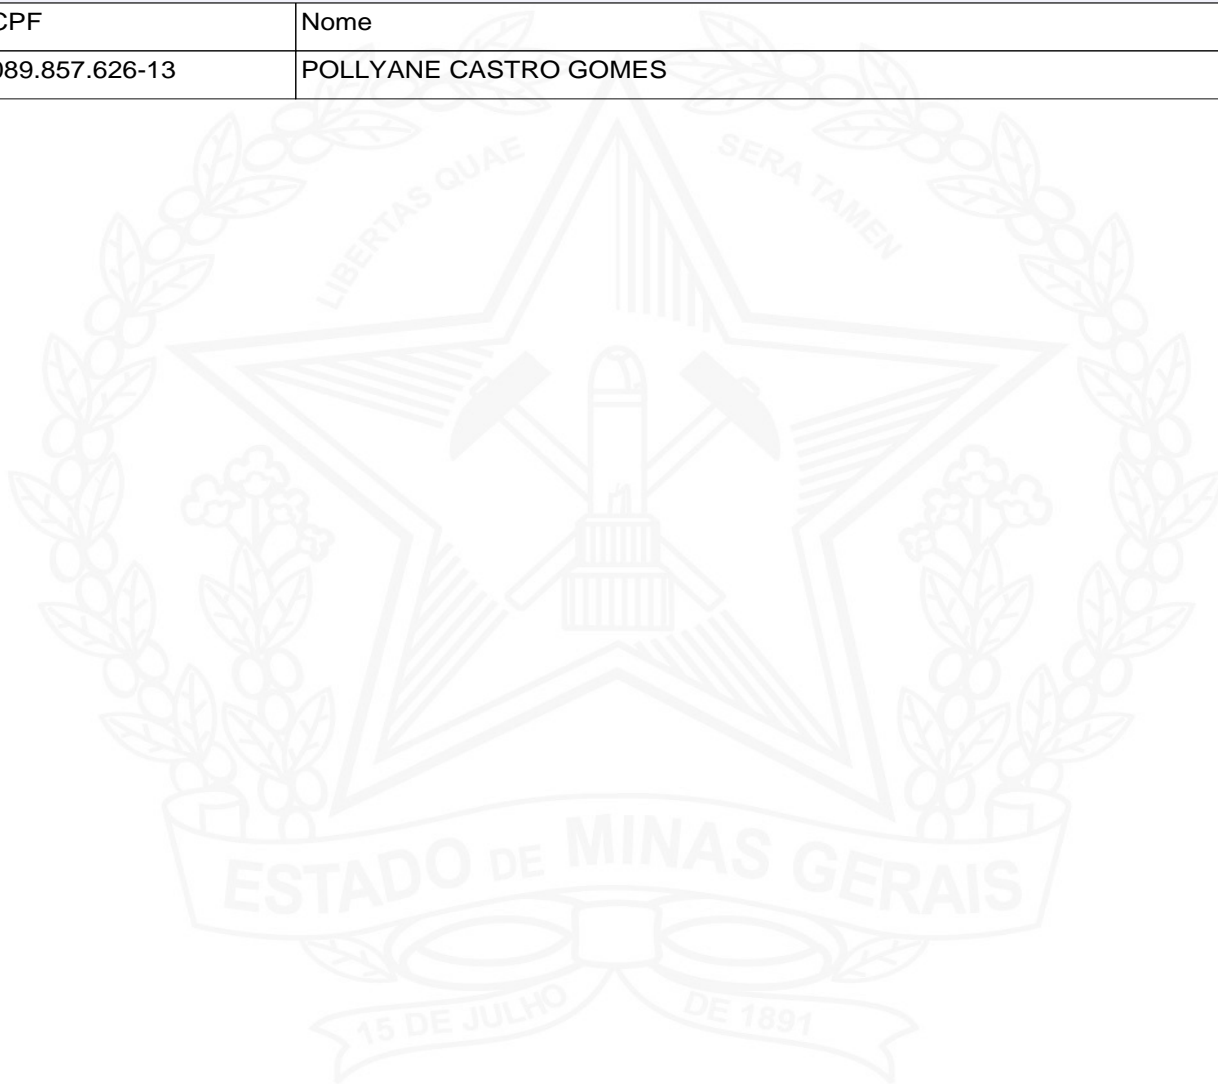 CPF Nome
089.857.626-13 POLLYANE CASTRO GOMES
LIBERTAS QUAE SERA TAMEN
ESTADO DE MINAS GERAIS
15 DE JULHO DE 1891